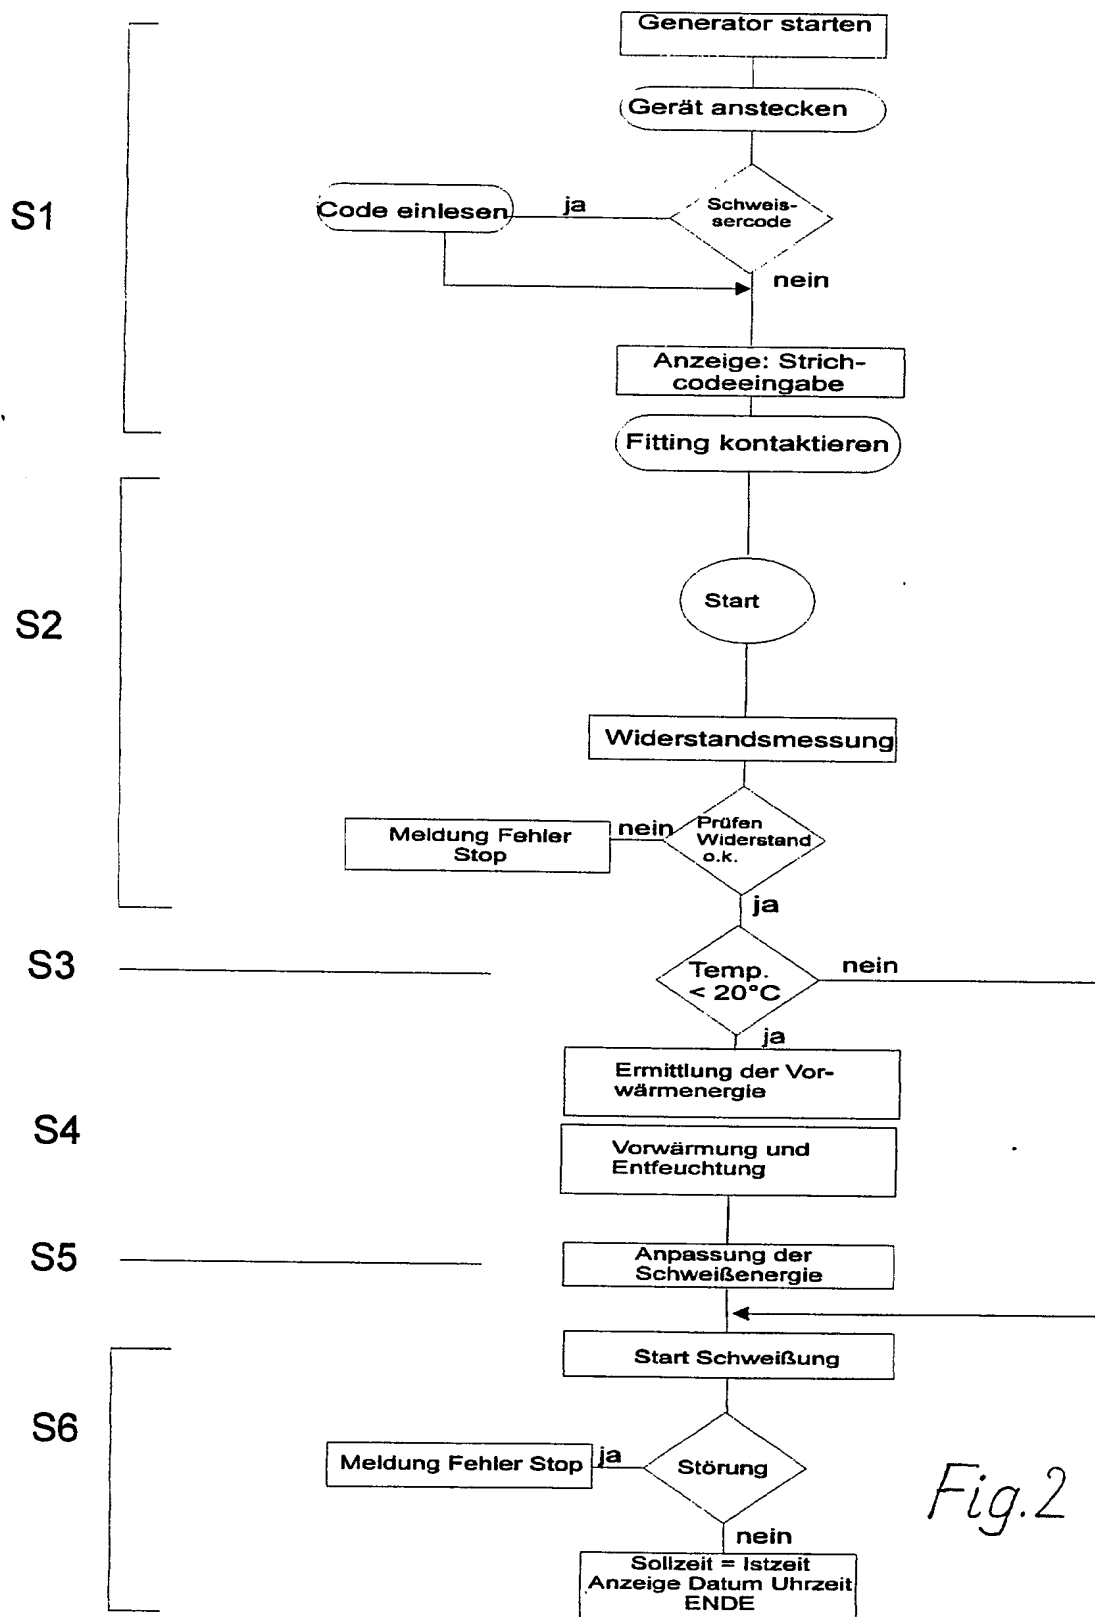 Generator starten
Gerät anstecken
S1
Code einlesen
ja
Schweis-
sercode
nein
Anzeige: Strich-
codeeingabe
Fitting kontaktieren
S2
Start
Widerstandsmessung
Meldung Fehler
Stop
nein
Prüfen
Widerstand
o.k.
ja
S3
Temp.
< 20°C
nein
ja
Ermittlung der Vor-
wärmenergie
S4
Vorwärmung und
Entfeuchtung
S5
Anpassung der
Schweißenergie
Start Schweißung
S6
Meldung Fehler Stop
ja
Störung
nein
Sollzeit = Istzeit
Anzeige Datum Uhrzeit
ENDE
Fig.2